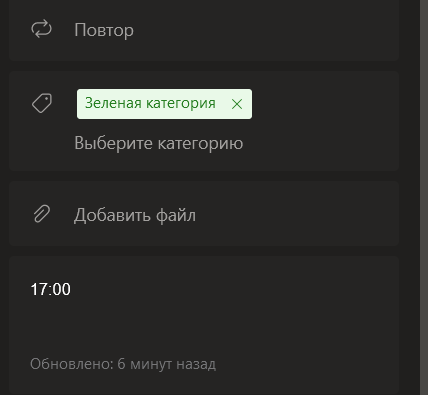 Повтор
Зеленая категория
Выберите категорию
Добавить файл
17:00
Обновлено: 6 минут назад